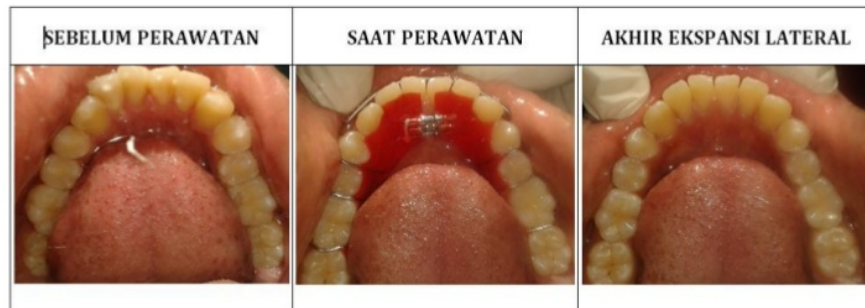 SEBELUM PERAWATAN
SAAT PERAWATAN
AKHIR EKSPANSI LATERAL